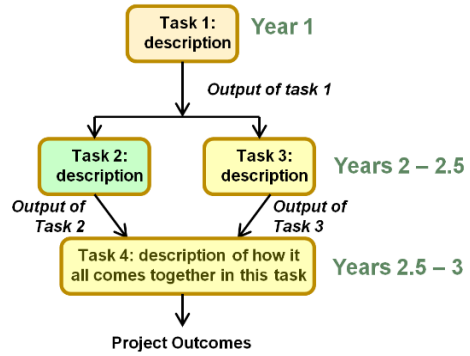 Task 1:
description
Year 1
Output of task 1
Task 2:
description
Task 3:
description
Years 2 – 2.5
Output of
Task 2
Output of
Task 3
Task 4: description of how it
all comes together in this task
Years 2.5 – 3
Project Outcomes